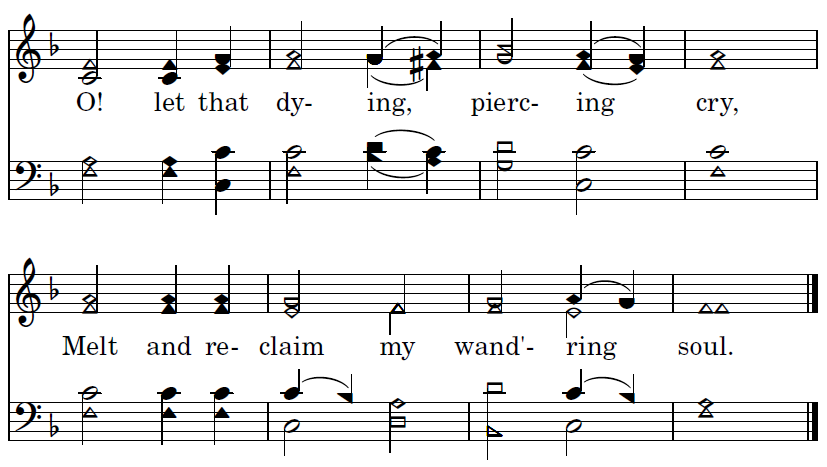 O! let that dy- ing, pierc- ing cry,
Melt and re- claim my wand'- ring soul.